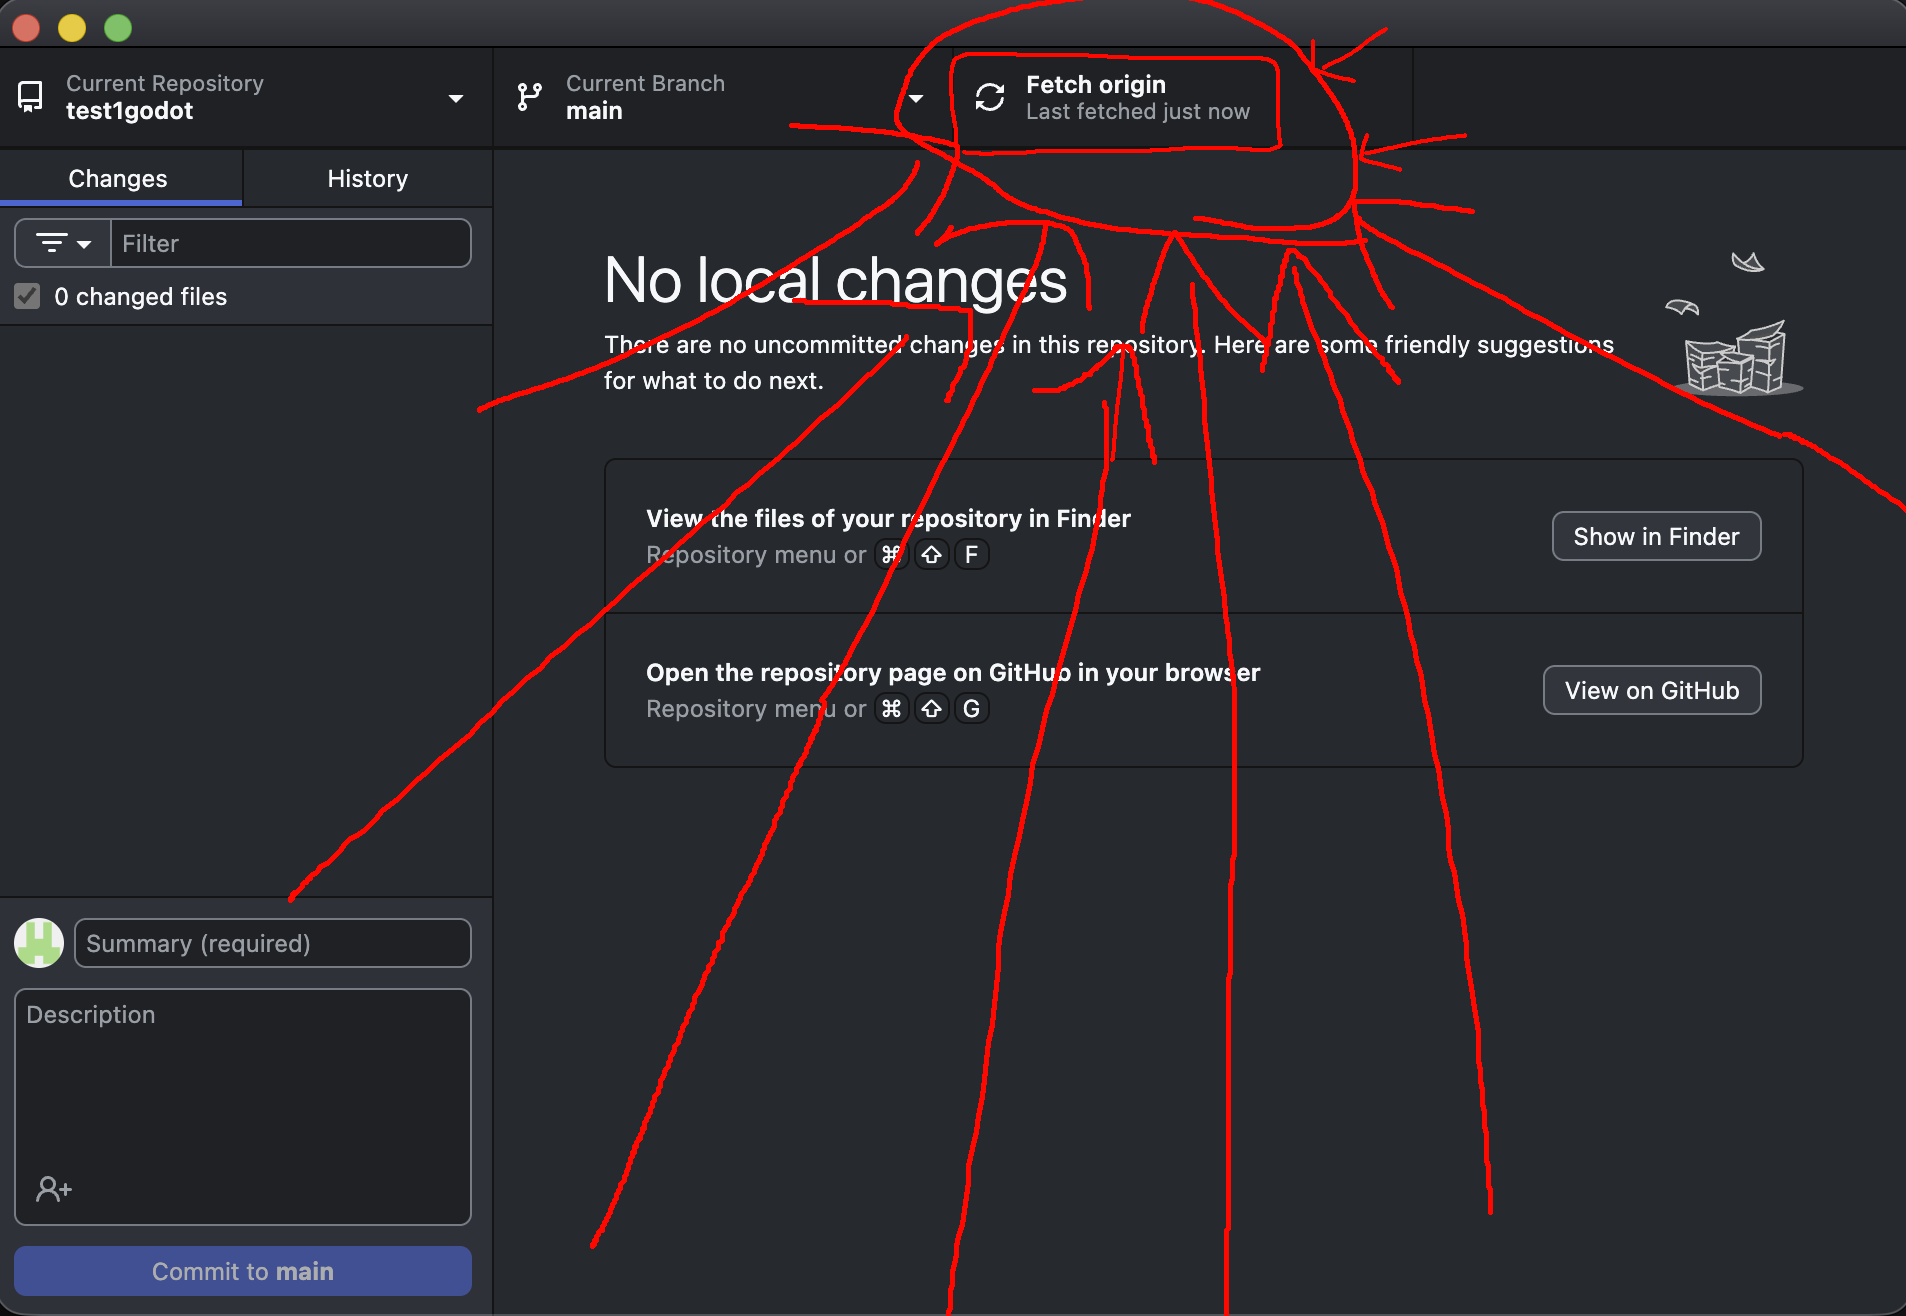 Current Repository
test1godot
Current Branch
main
Fetch origin
Last fetched just now
Changes
History
Filter
0 changed files
No local changes
There are no uncommitted changes in this repository. Here are some friendly suggestions
for what to do next.
View the files of your repository in Finder
Repository menu or ⌘ ⇧ F
Show in Finder
Open the repository page on GitHub in your browser
Repository menu or ⌘ ⇧ G
View on GitHub
Summary (required)
Description
Commit to main